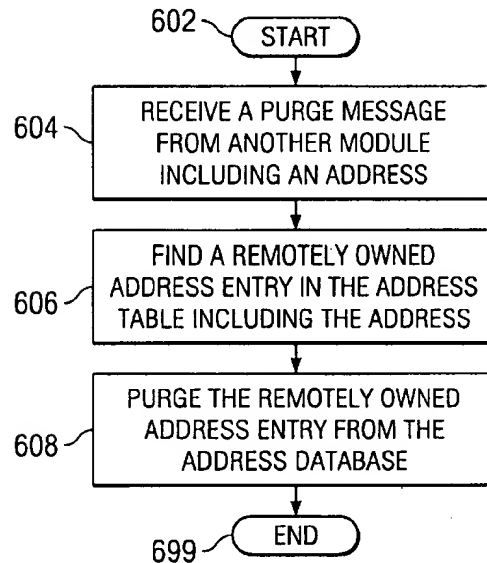 602
START
604
RECEIVE A PURGE MESSAGE
FROM ANOTHER MODULE
INCLUDING AN ADDRESS
606
FIND A REMOTELY OWNED
ADDRESS ENTRY IN THE ADDRESS
TABLE INCLUDING THE ADDRESS
608
PURGE THE REMOTELY OWNED
ADDRESS ENTRY FROM THE
ADDRESS DATABASE
699
END